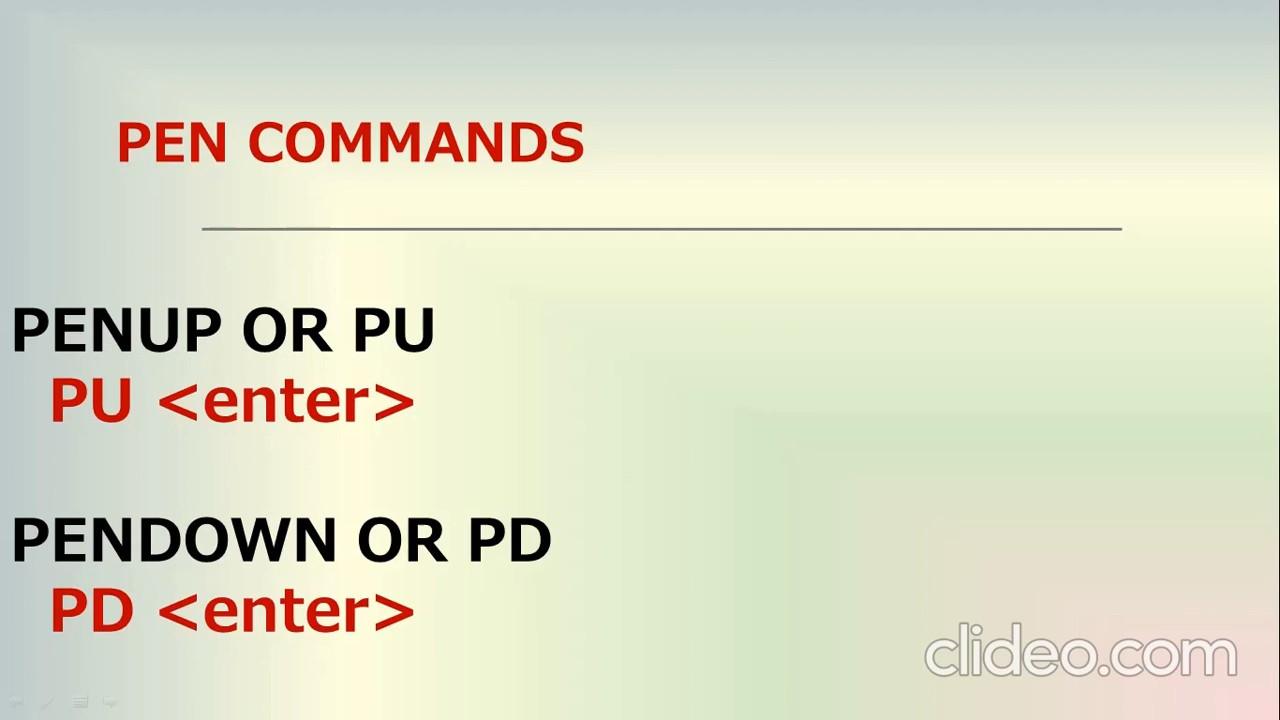 PEN COMMANDS
PENUP OR PU
PU <enter>
PENDOWN OR PD
PD <enter>
clideo.com